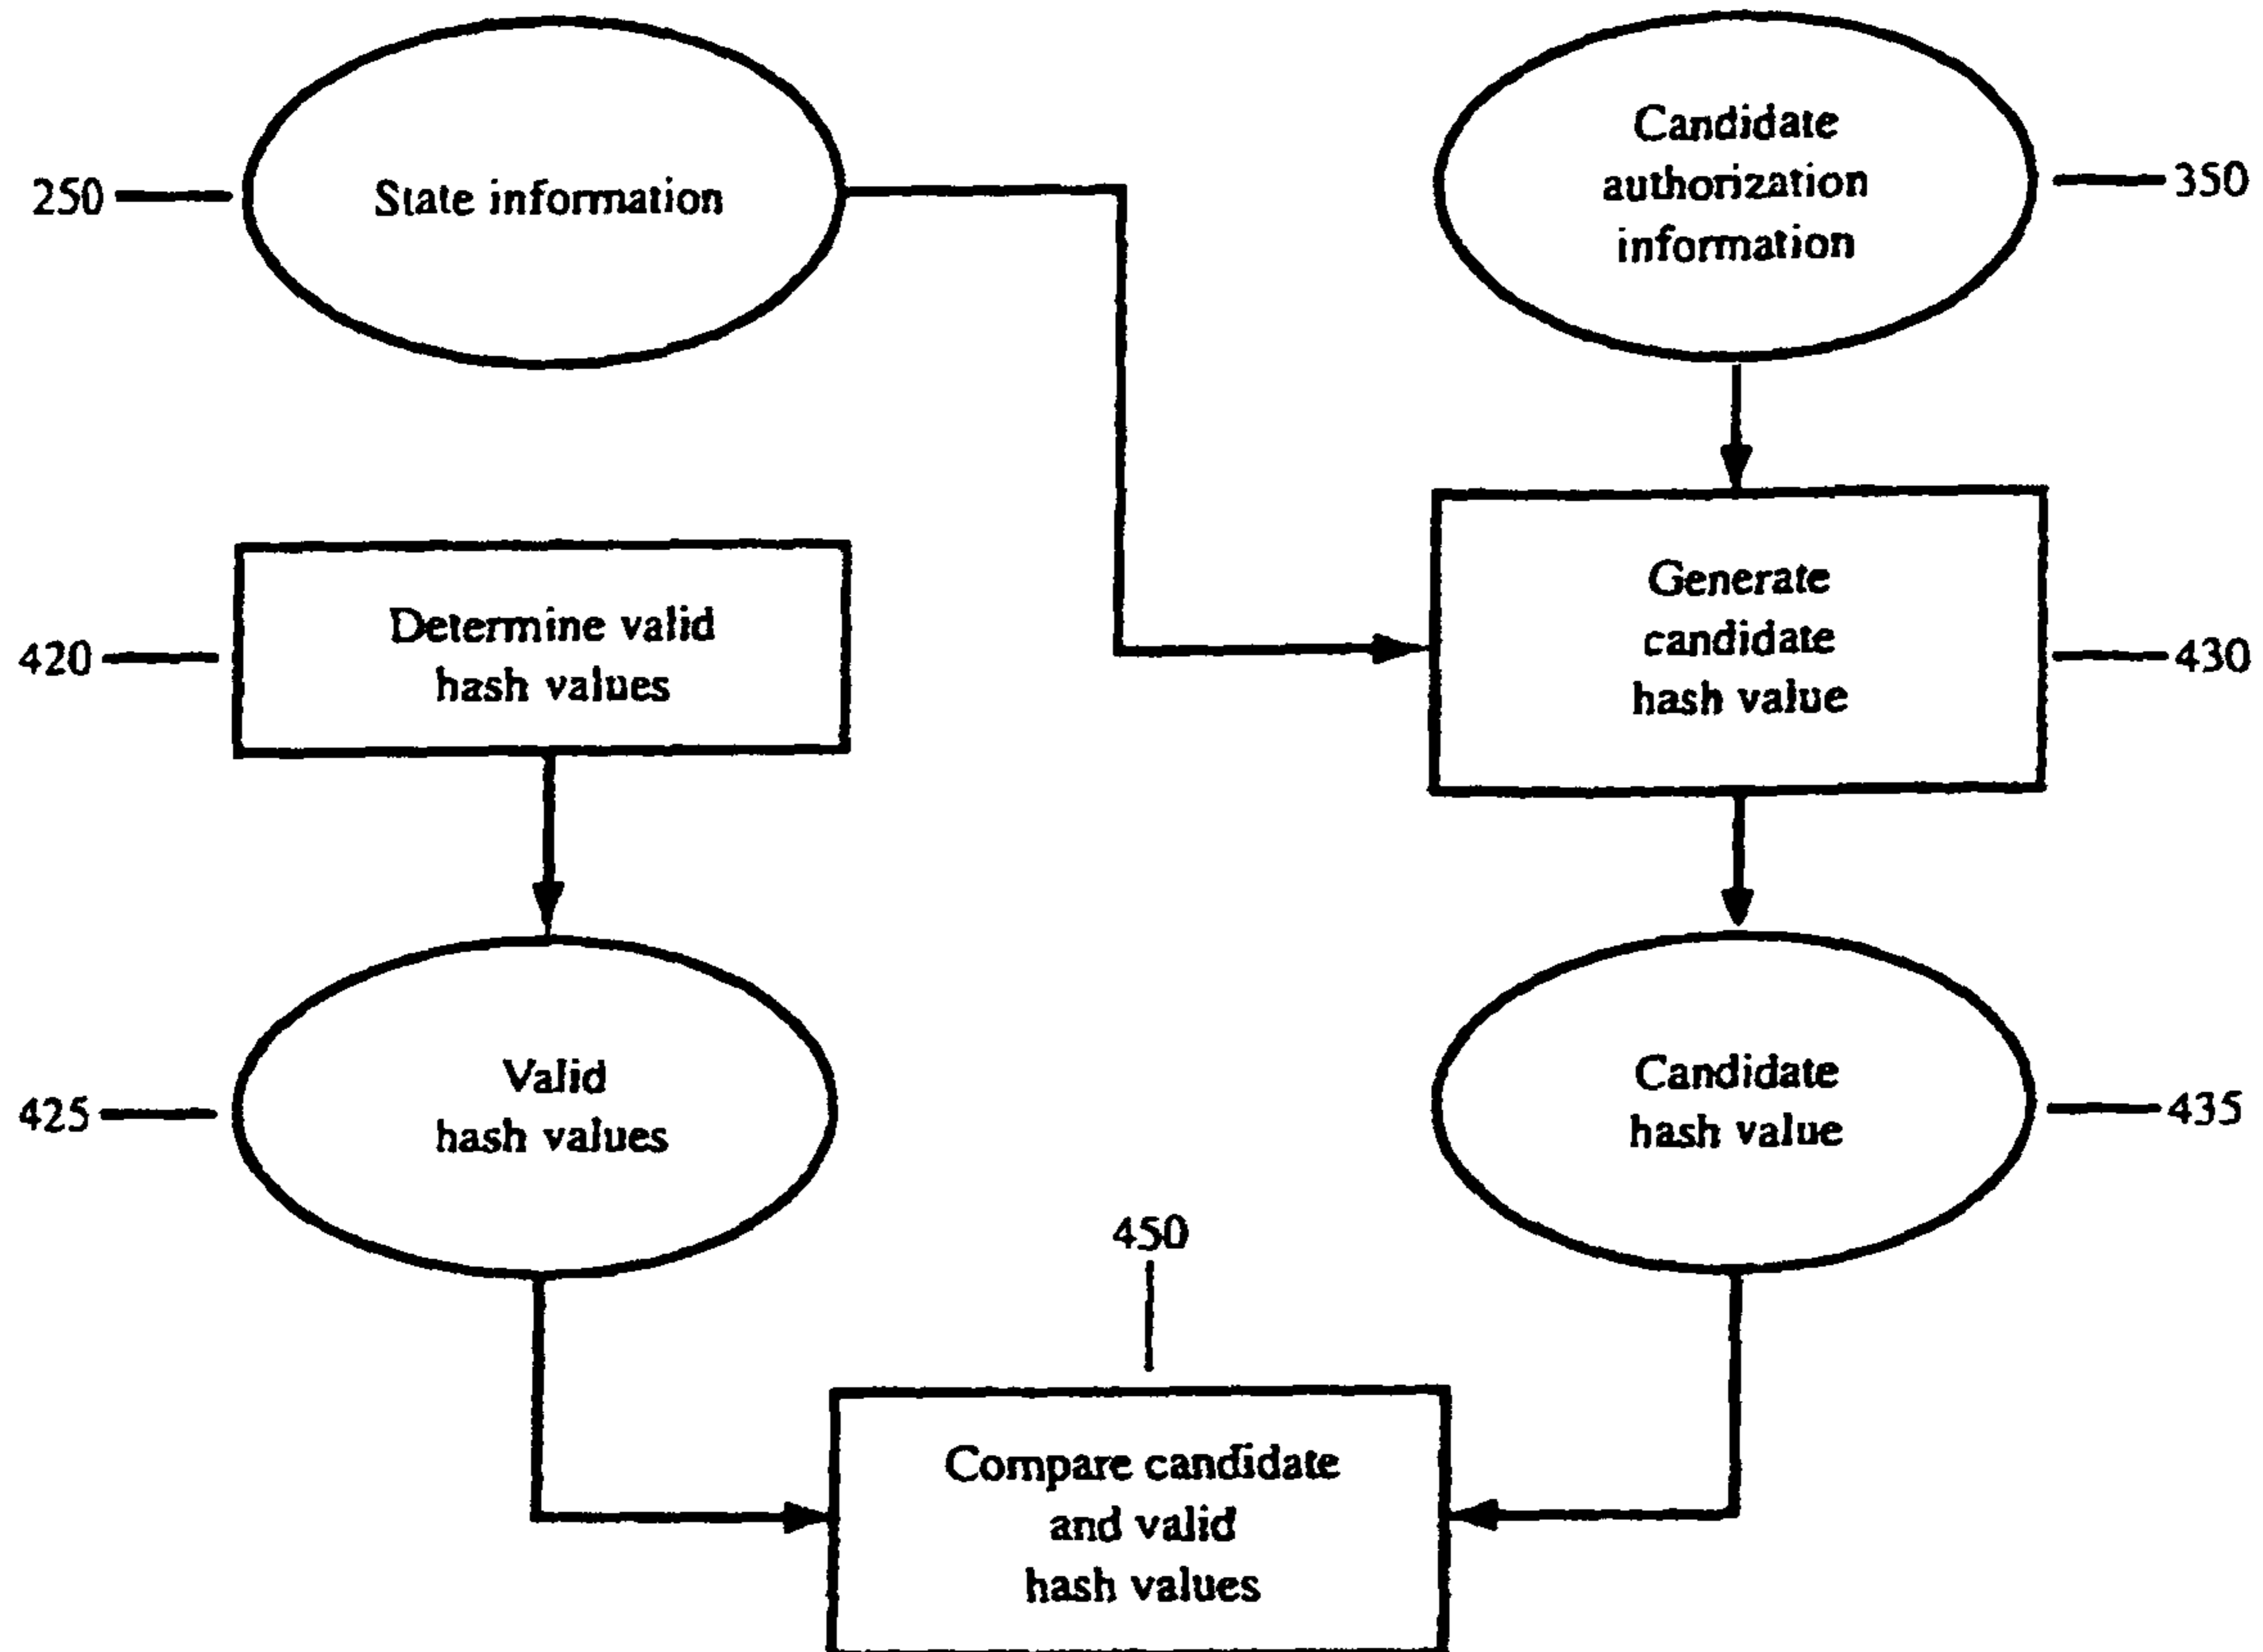 250
State information
Candidate
authorization
information
350
420
Determine valid
hash values
Generate
candidate
hash value
430
425
Valid
hash values
Candidate
hash value
435
450
Compare candidate
and valid
hash values